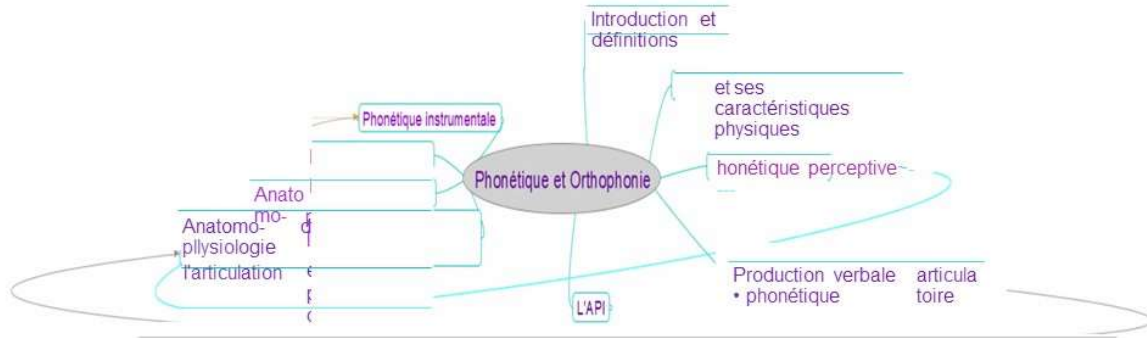 Introduction et
définitions
et ses
caractéristiques
physiques
Phonétique instrumentale
Phonétique et Orthophonie
honétique perceptive
Anato
mo-
Anatomo- d
pllysiologie
l'articulation
Production verbale articula
• phonétique toire
L'API